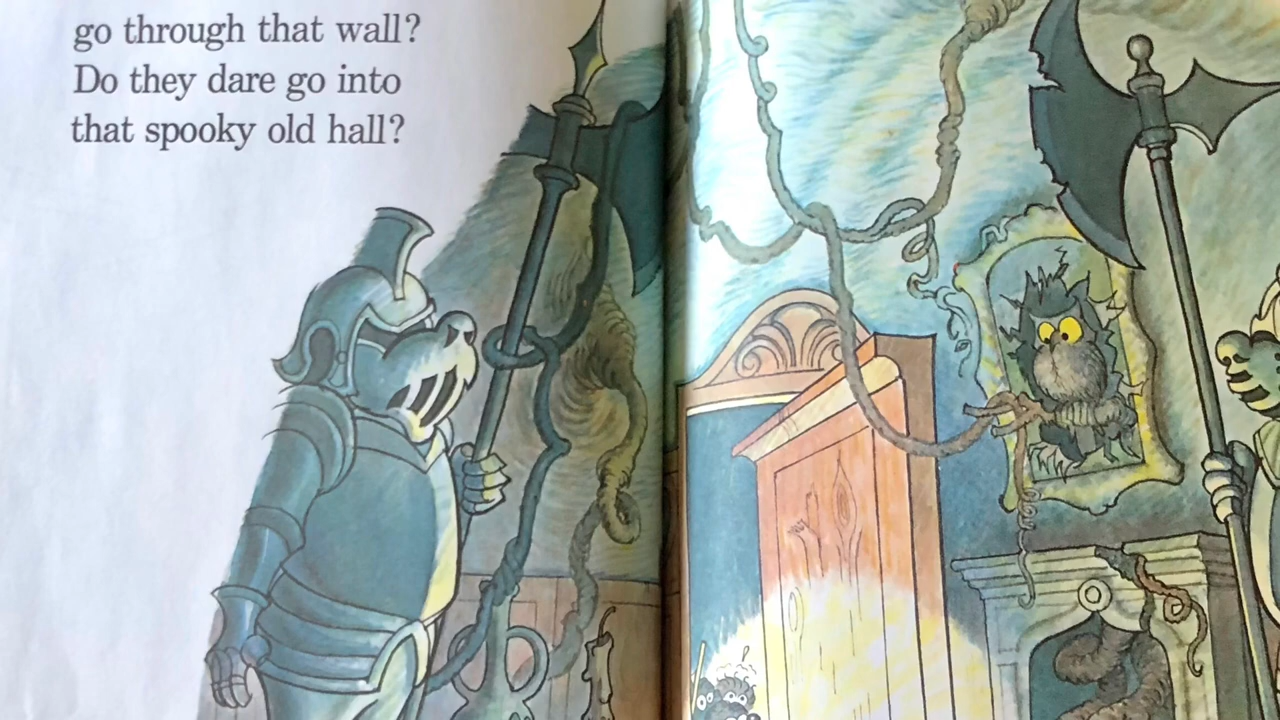 go through that wall?
Do they dare go into
that spooky old hall?